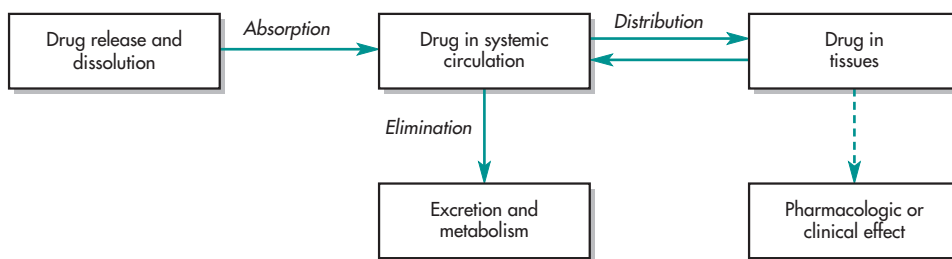 Drug release and
dissolution
Absorption
Drug in systemic
circulation
Distribution
Drug in
tissues
Elimination
Excretion and
metabolism
Pharmacologic or
clinical effect